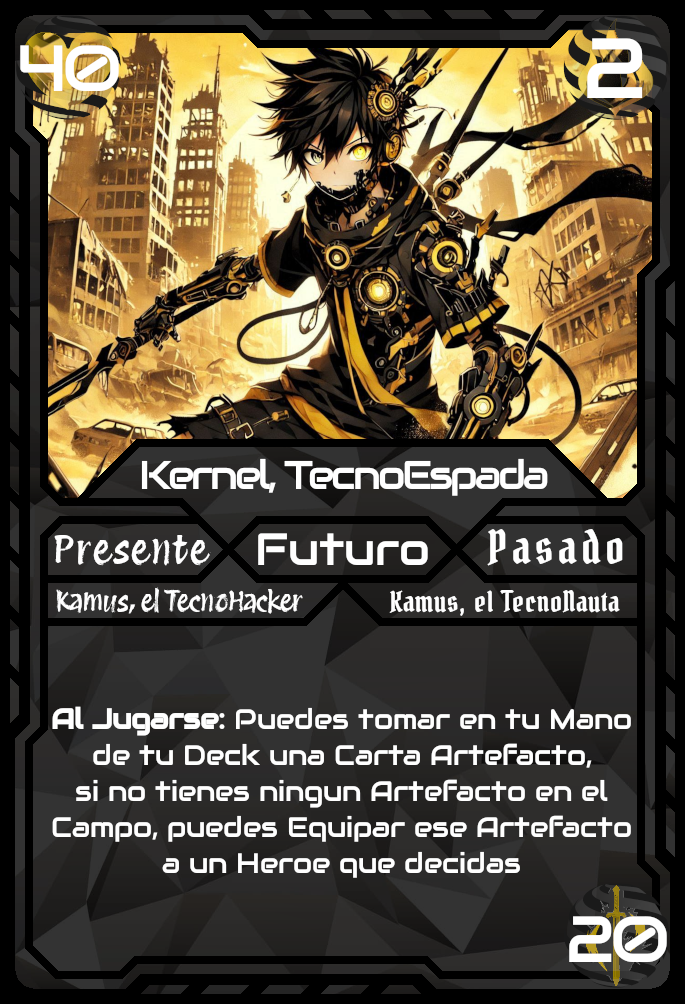 40
2
Kernel, TecnoEspada
Presente
Futuro
Pasado
Kamus, el TecnoHacker
Kamus, el TecnoNauta
Al Jugarse: Puedes tomar en tu Mano
de tu Deck una Carta Artefacto,
si no tienes ningun Artefacto en el
Campo, puedes Equipar ese Artefacto
a un Heroe que decidas
20